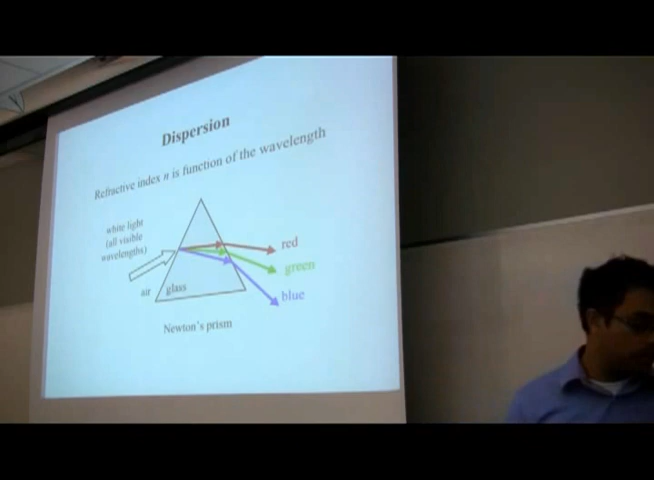 Dispersion
Refractive index n is function of the wavelength
white light
(all visible
wavelengths)
red
green
blue
air
glass
Newton's prism